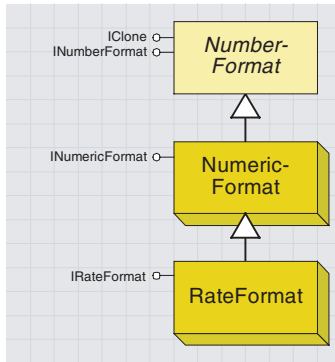 IClone
INumberFormat
Number-
Format
INumericFormat
Numeric-
Format
IRateFormat
RateFormat